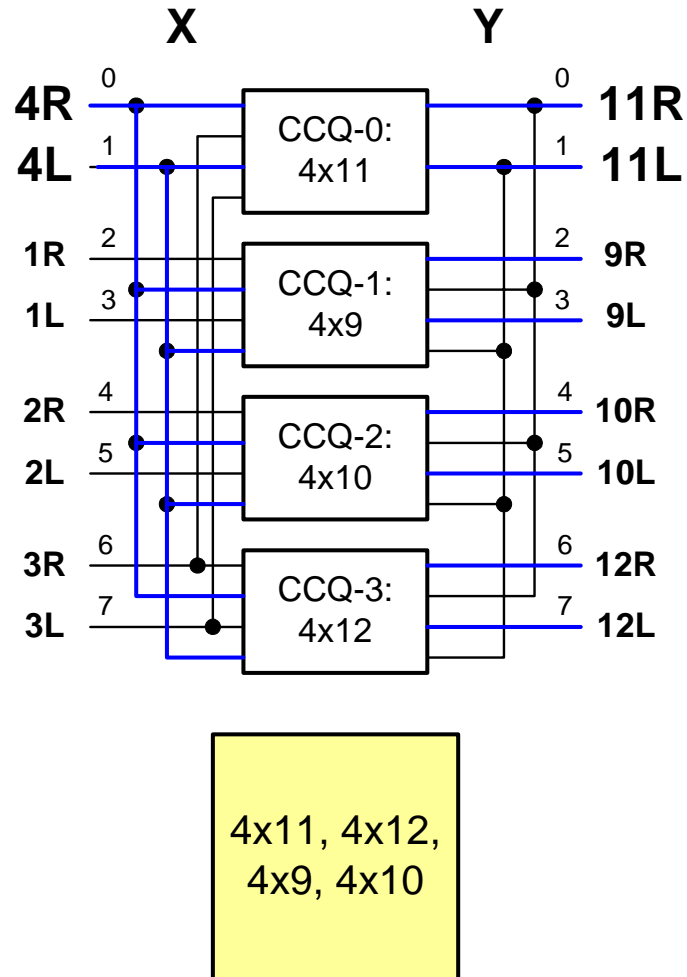 X Y
0 0
4R CCQ-0: 11R
1 4x11 1
4L 11L
2 2
1R CCQ-1: 9R
3 4x9 3
1L 9L
4 4
2R CCQ-2: 10R
5 4x10 5
2L 10L
6 6
3R CCQ-3: 12R
7 4x12 7
3L 12L
4x11, 4x12,
4x9, 4x10